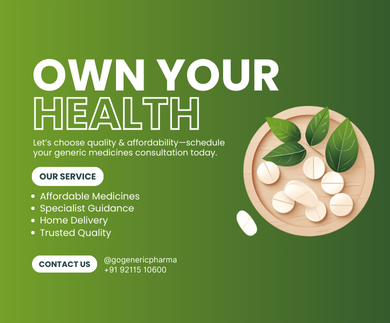 OWN YOUR
HEALTH
Let's choose quality & affordability—schedule
your generic medicines consultation today.
OUR SERVICE
Affordable Medicines
Specialist Guidance
Home Delivery
Trusted Quality
CONTACT US
@gogenericpharma
+91 92115 10600